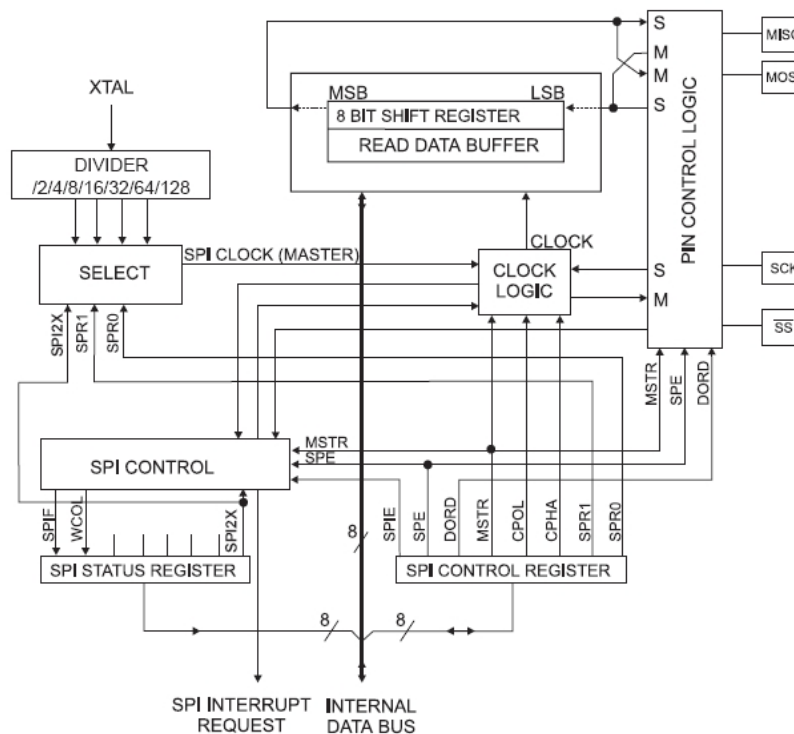 S
MISO
M
M
MOS
S
XTAL
MSB
LSB
8 BIT SHIFT REGISTER
READ DATA BUFFER
DIVIDER
/2/4/8/16/32/64/128
PIN CONTROL LOGIC
SPI CLOCK (MASTER)
CLOCK
SELECT
CLOCK
LOGIC
S
SCK
M
SS
SPI2X
SPR1
SPR0
MSTR
SPE
DORD
SPI CONTROL
MSTR
SPE
SPIF
WCOL
SPI2X
SPIE
SPE
DORD
MSTR
CPOL
CPHA
SPR1
SPR0
8
SPI STATUS REGISTER
SPI CONTROL REGISTER
8
8
SPI INTERRUPT
REQUEST
INTERNAL
DATA BUS